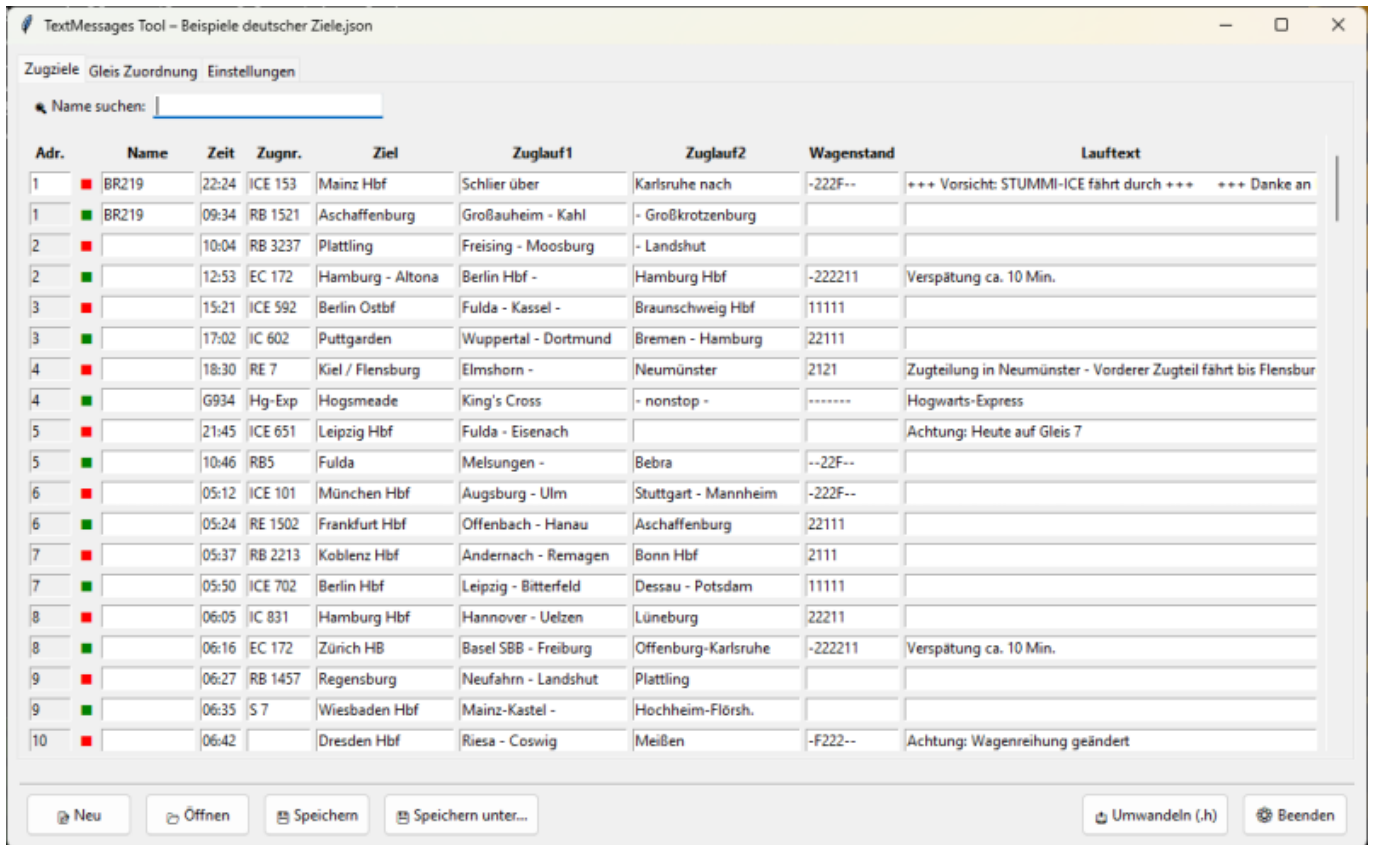 TextMessages Tool – Beispiele deutscher Ziele.json
Zugziele Gleis Zuordnung Einstellungen
Name suchen:
Adr. Name Zeit Zugnr. Ziel Zuglauf1 Zuglauf2 Wagenstand Lauftext
1 BR219 22:24 ICE 153 Mainz Hbf Schlier über Karlsruhe nach -222F-- +++ Vorsicht: STUMMI-ICE fährt durch +++ +++ Danke an
1 BR219 09:34 RB 1521 Aschaffenburg Großauheim - Kahl - Großkrotzenburg
2 10:04 RB 3237 Plattling Freising - Moosburg - Landshut
2 12:53 EC 172 Hamburg - Altona Berlin Hbf - Hamburg Hbf -222211 Verspätung ca. 10 Min.
3 15:21 ICE 592 Berlin Ostbf Fulda - Kassel - Braunschweig Hbf 11111
3 17:02 IC 602 Puttgarden Wuppertal - Dortmund Bremen - Hamburg 22111
4 18:30 RE 7 Kiel / Flensburg Elmshorn - Neumünster 2121 Zugteilung in Neumünster - Vorderer Zugteil fährt bis Flensbur
4 G934 Hg-Exp Hogsmeade King's Cross - nonstop - ------- Hogwarts-Express
5 21:45 ICE 651 Leipzig Hbf Fulda - Eisenach Achtung: Heute auf Gleis 7
5 10:46 RB5 Fulda Melsungen - Bebra --22F--
6 05:12 ICE 101 München Hbf Augsburg - Ulm Stuttgart - Mannheim -222F--
6 05:24 RE 1502 Frankfurt Hbf Offenbach - Hanau Aschaffenburg 22111
7 05:37 RB 2213 Koblenz Hbf Andernach - Remagen Bonn Hbf 2111
7 05:50 ICE 702 Berlin Hbf Leipzig - Bitterfeld Dessau - Potsdam 11111
8 06:05 IC 831 Hamburg Hbf Hannover - Uelzen Lüneburg 22211
8 06:16 EC 172 Zürich HB Basel SBB - Freiburg Offenburg-Karlsruhe -222211 Verspätung ca. 10 Min.
9 06:27 RB 1457 Regensburg Neufahrn - Landshut Plattling
9 06:35 S 7 Wiesbaden Hbf Mainz-Kastel - Hochheim-Flörsh.
10 06:42 Dresden Hbf Riesa - Coswig Meißen -F222-- Achtung: Wagenreihung geändert
Neu Öffnen Speichern Speichern unter... Umwandeln (.h) Beenden